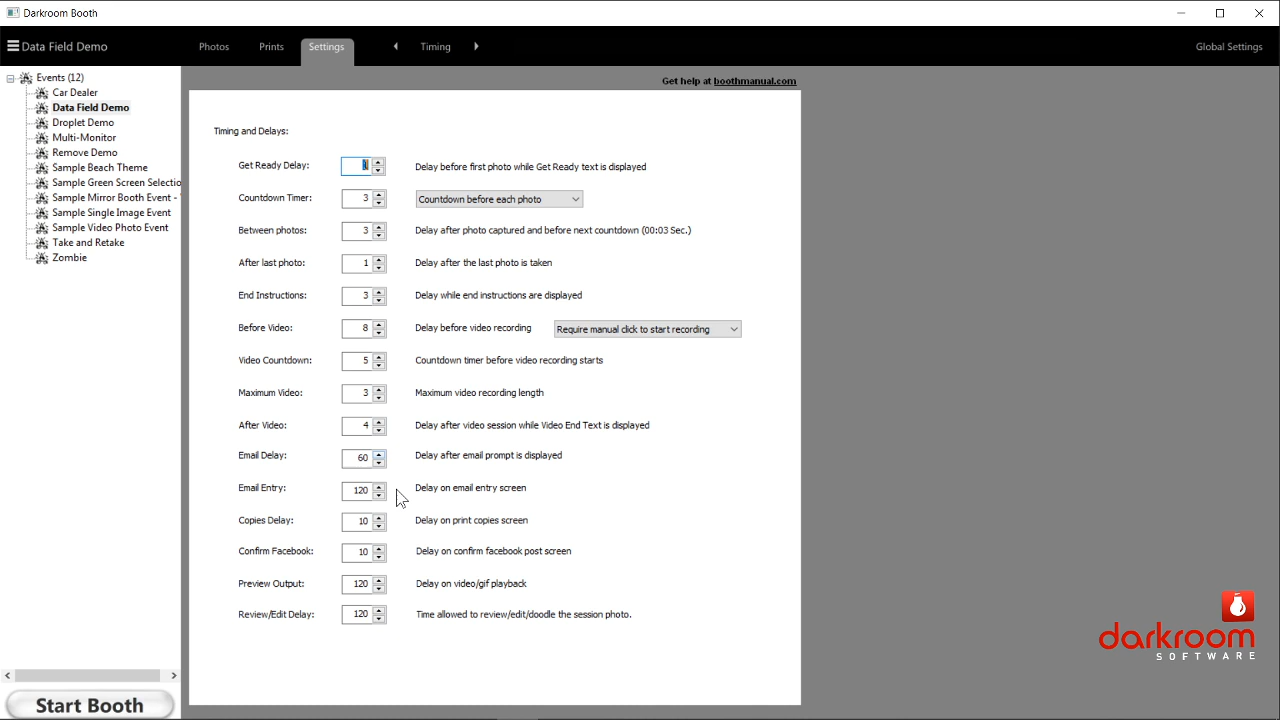 Darkroom Booth
Data Field Demo
Photos Prints Settings Timing Global Settings
Get help at boothmanual.com
Events (12)
Car Dealer
Data Field Demo
Droplet Demo
Multi-Monitor
Remove Demo
Sample Beach Theme
Sample Green Screen Selectio
Sample Mirror Booth Event -
Sample Single Image Event
Sample Video Photo Event
Take and Retake
Zombie
Timing and Delays:
Get Ready Delay: Delay before first photo while Get Ready text is displayed
Countdown Timer: 3 Countdown before each photo
Between photos: 3 Delay after photo captured and before next countdown (00:03 Sec.)
After last photo: 1 Delay after the last photo is taken
End Instructions: 3 Delay while end instructions are displayed
Before Video: 8 Delay before video recording Require manual click to start recording
Video Countdown: 5 Countdown timer before video recording starts
Maximum Video: 3 Maximum video recording length
After Video: 4 Delay after video session while Video End Text is displayed
Email Delay: 60 Delay after email prompt is displayed
Email Entry: 120 Delay on email entry screen
Copies Delay: 10 Delay on print copies screen
Confirm Facebook: 10 Delay on confirm facebook post screen
Preview Output: 120 Delay on video/gif playback
Review/Edit Delay: 120 Time allowed to review/edit/doodle the session photo.
Start Booth
darkroom
SOFTWARE